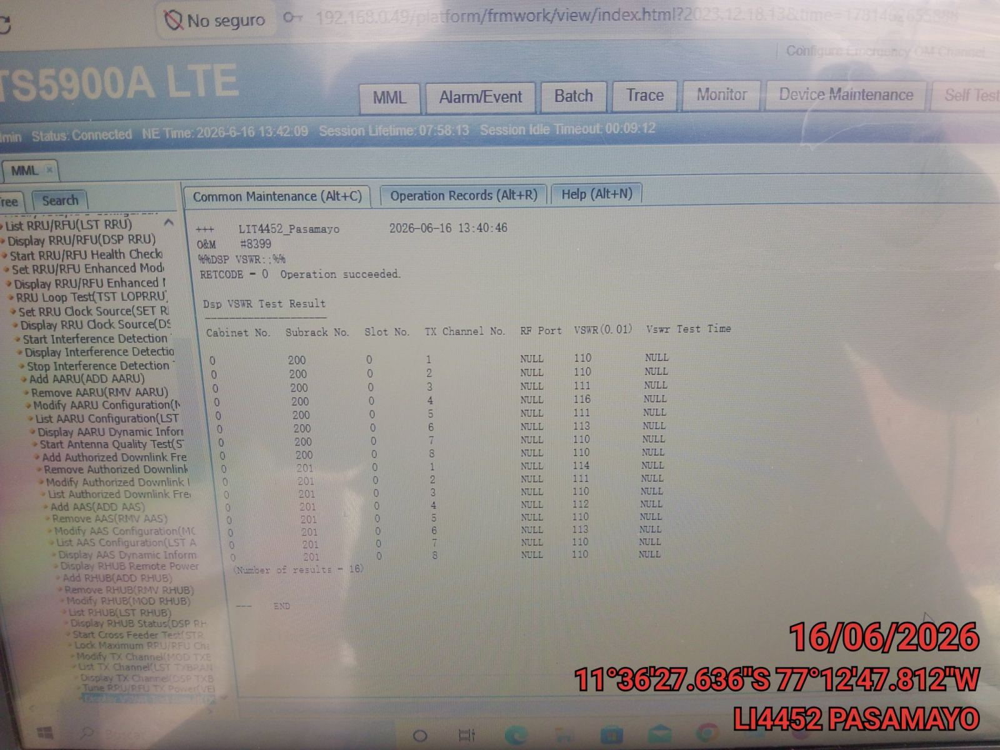 No seguro 192.168.0.49/platform/frmwork/view/index.html?2023.12.18.13&time=
Configure Emergency OM Channel
TS5900A LTE
MML Alarm/Event Batch Trace Monitor Device Maintenance Self Test
min Status: Connected NE Time: 2026-6-16 13:42:09 Session Lifetime: 07:58:13 Session Idle Timeout: 00:09:12
MML
ree Search
Common Maintenance (Alt+C) Operation Records (Alt+R) Help (Alt+N)
List RRU/RFU(LST RRU)
Display RRU/RFU(DSP RRU)
Start RRU/RFU Health Check
Set RRU/RFU Enhanced Mod
Display RRU/RFU Enhanced
RRU Loop Test(TST LOPRRU)
Set RRU Clock Source(SET R
Display RRU Clock Source(DS
Start Interference Detection
Display Interference Detectio
Stop Interference Detection
Add AARU(ADD AARU)
Remove AARU(RMV AARU)
Modify AARU Configuration(M
List AARU Configuration(LST
Display AARU Dynamic Inform
Start Antenna Quality Test(S
Add Authorized Downlink Fre
Remove Authorized Downlink
Modify Authorized Downlink
List Authorized Downlink Fre
Add AAS(ADD AAS)
Remove AAS(RMV AAS)
Modify AAS Configuration(MO
List AAS Configuration(LST A
Display AAS Dynamic Inform
Display RHUB Remote Power
Add RHUB(ADD RHUB)
Remove RHUB(RMV RHUB)
Modify RHUB(MOD RHUB)
List RHUB(LST RHUB)
Display RHUB Status(DSP RH
Start Cross Feeder Test(STR
Lock Maximum RRU/RFU Cha
Modify TX Channel(MOD TXB
List TX Channel(LST TXBRAN
Display TX Channel(DSP TXB
Tune RRU/RFU TX Power(
+++ LIT4452_Pasamayo 2026-06-16 13:40:46
O&M #8399
%%DSP VSWR:;%%
RETCODE = 0 Operation succeeded.
Dsp VSWR Test Result
--------------------
Cabinet No. Subrack No. Slot No. TX Channel No. RF Port VSWR(0.01) Vswr Test Time
0 200 0 1 NULL 110 NULL
0 200 0 2 NULL 110 NULL
0 200 0 3 NULL 111 NULL
0 200 0 4 NULL 116 NULL
0 200 0 5 NULL 111 NULL
0 200 0 6 NULL 113 NULL
0 200 0 7 NULL 110 NULL
0 200 0 8 NULL 110 NULL
0 201 0 1 NULL 114 NULL
0 201 0 2 NULL 111 NULL
0 201 0 3 NULL 110 NULL
0 201 0 4 NULL 112 NULL
0 201 0 5 NULL 110 NULL
0 201 0 6 NULL 113 NULL
0 201 0 7 NULL 110 NULL
0 201 0 8 NULL 110 NULL
(Number of results = 16)
--- END
16/06/2026
11°36'27.636"S 77°12'47.812"W
LI4452 PASAMAYO